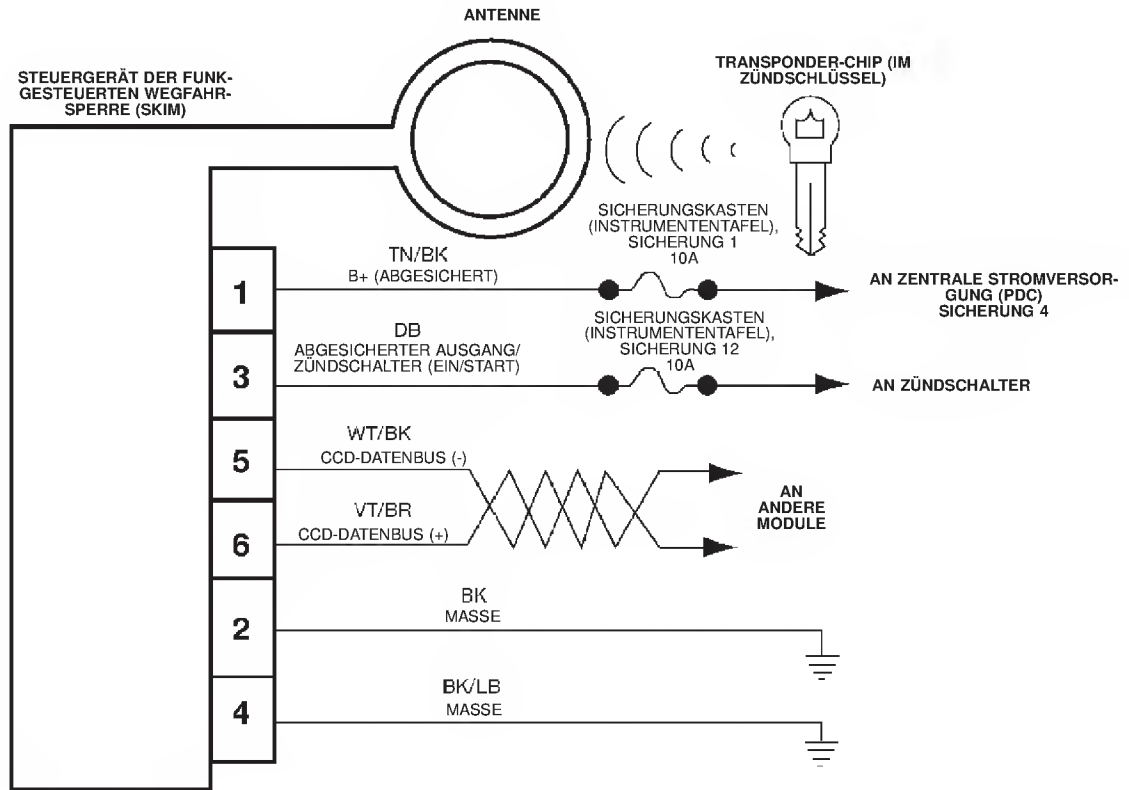 ANTENNE
STEUERGERÄT DER FUNK-
GESTEUERTEN WEGFAHR-
SPERRE (SKIM)
TRANSPONDER-CHIP (IM
ZÜNDSCHLÜSSEL)
SICHERUNGSKASTEN
(INSTRUMENTENTAFEL),
SICHERUNG 1
10A
1
TN/BK
B+ (ABGESICHERT)
AN ZENTRALE STROMVERSOR-
GUNG (PDC)
SICHERUNG 4
SICHERUNGSKASTEN
(INSTRUMENTENTAFEL),
SICHERUNG 12
10A
3
DB
ABGESICHERTER AUSGANG/
ZÜNDSCHALTER (EIN/START)
AN ZÜNDSCHALTER
5
WT/BK
CCD-DATENBUS (-)
6
VT/BR
CCD-DATENBUS (+)
AN
ANDERE
MODULE
2
BK
MASSE
4
BK/LB
MASSE